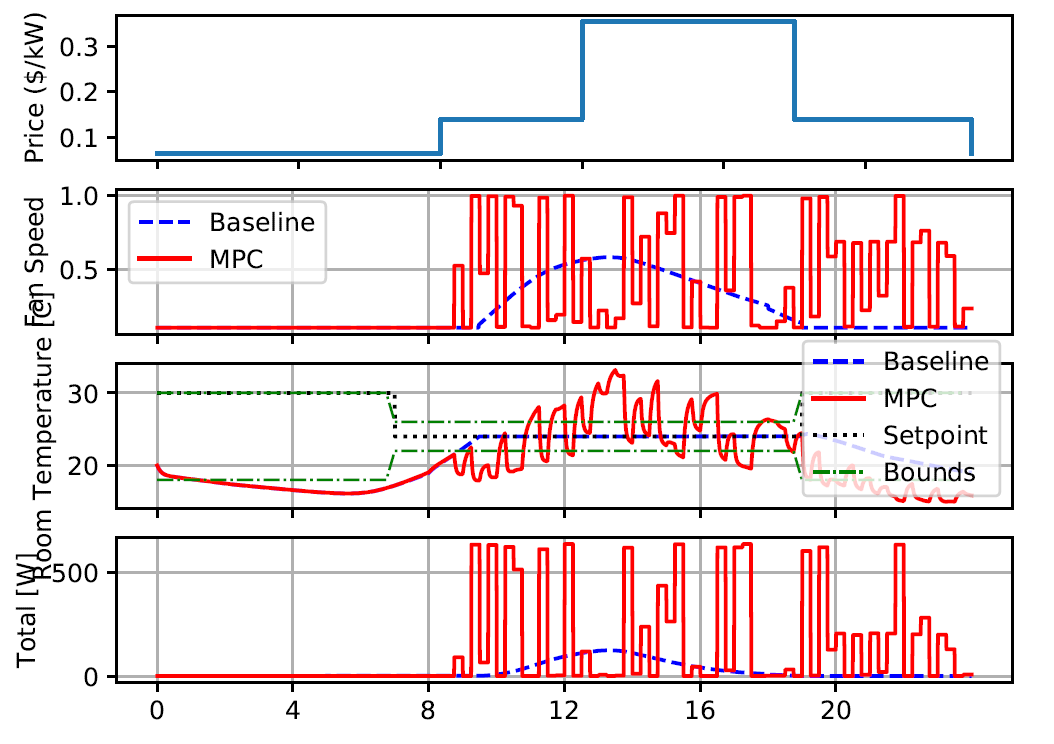 Price ($/kW)
0.3
0.2
0.1
Fan Speed
1.0
0.5
Baseline
MPC
Room Temperature [C]
30
20
Baseline
MPC
Setpoint
Bounds
Total [W]
500
0
0 4 8 12 16 20